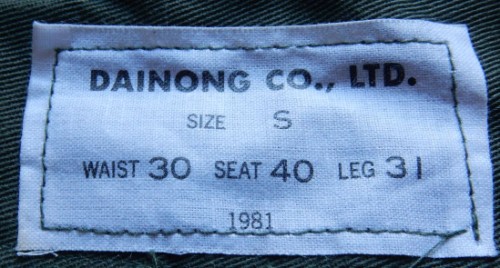 DAINONG CO., LTD.
SIZE S
WAIST 30 SEAT 40 LEG 31
1981